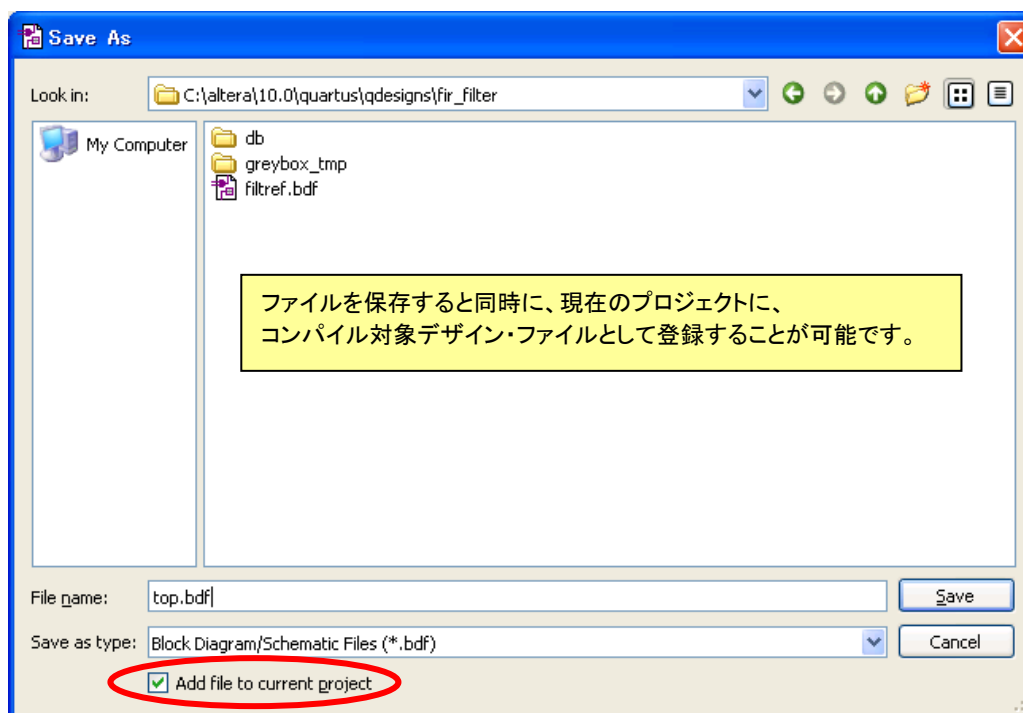 Save As
Look in:
C:\altera\10.0\quartus\qdesigns\fir_filter
My Computer
db
greybox_tmp
filtref.bdf
ファイルを保存すると同時に、現在のプロジェクトに、
コンパイル対象デザイン・ファイルとして登録することが可能です。
File name:
top.bdf
Save
Save as type:
Block Diagram/Schematic Files (*.bdf)
Cancel
Add file to current project